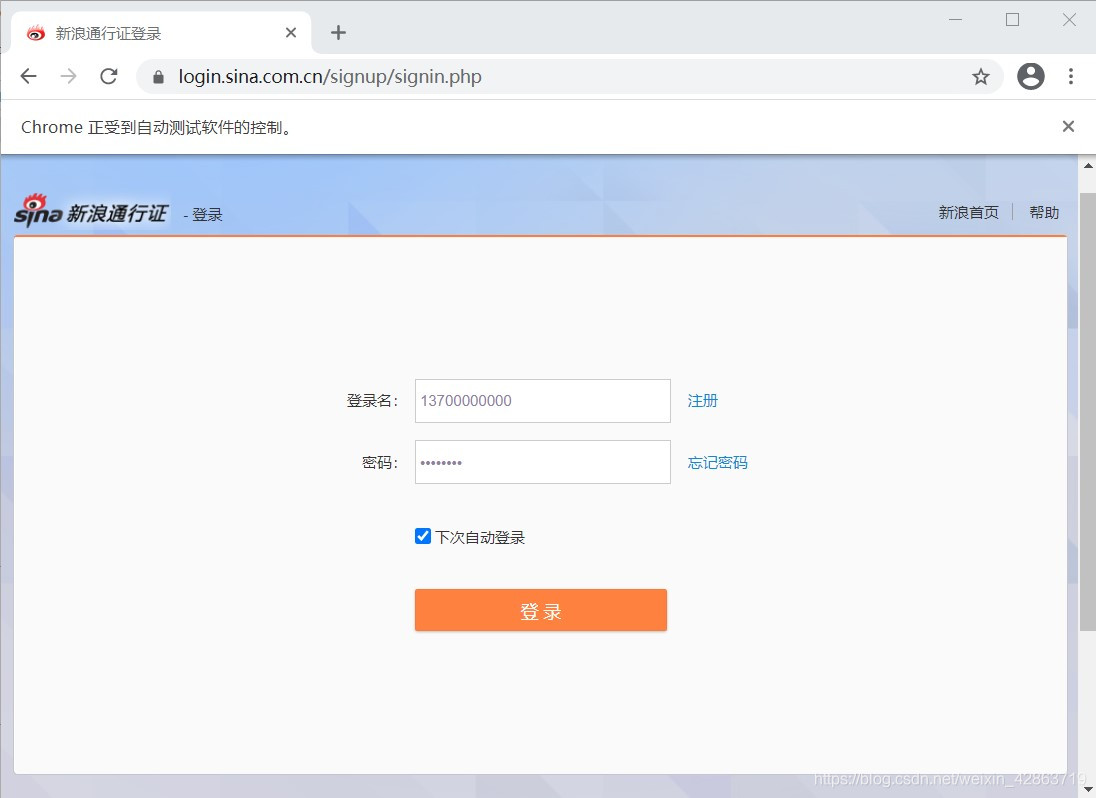 新浪通行证登录
login.sina.com.cn/signup/signin.php
Chrome 正受到自动测试软件的控制。
sina 新浪通行证 - 登录 新浪首页 帮助
登录名: 13700000000 注册
密码: •••••••• 忘记密码
下次自动登录
登 录
https://blog.csdn.net/weixin_42863719